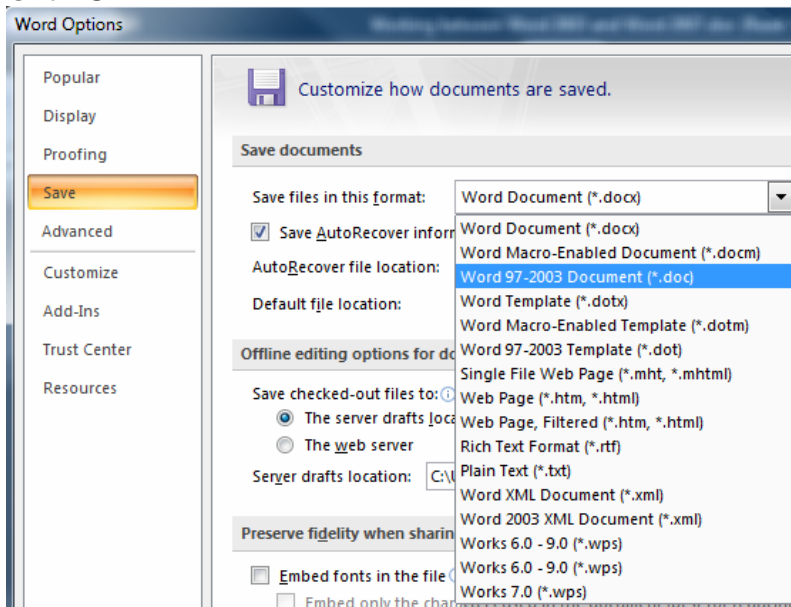 Word Options
Popular
Display
Proofing
Save
Advanced
Customize
Add-Ins
Trust Center
Resources
Customize how documents are saved.
Save documents
Save files in this format: Word Document (*.docx)
Save AutoRecover inforr
AutoRecover file location:
Default file location:
Word Document (*.docx)
Word Macro-Enabled Document (*.docm)
Word 97-2003 Document (*.doc)
Word Template (*.dotx)
Word Macro-Enabled Template (*.dotm)
Word 97-2003 Template (*.dot)
Single File Web Page (*.mht, *.mhtml)
Web Page (*.htm, *.html)
Web Page, Filtered (*.htm, *.html)
Rich Text Format (*.rtf)
Plain Text (*.txt)
Word XML Document (*.xml)
Word 2003 XML Document (*.xml)
Works 6.0 - 9.0 (*.wps)
Works 6.0 - 9.0 (*.wps)
Works 7.0 (*.wps)
Offline editing options for do
Save checked-out files to:
The server drafts loca
The web server
Server drafts location: C:\U
Preserve fidelity when sharin
Embed fonts in the file
Embed only the char